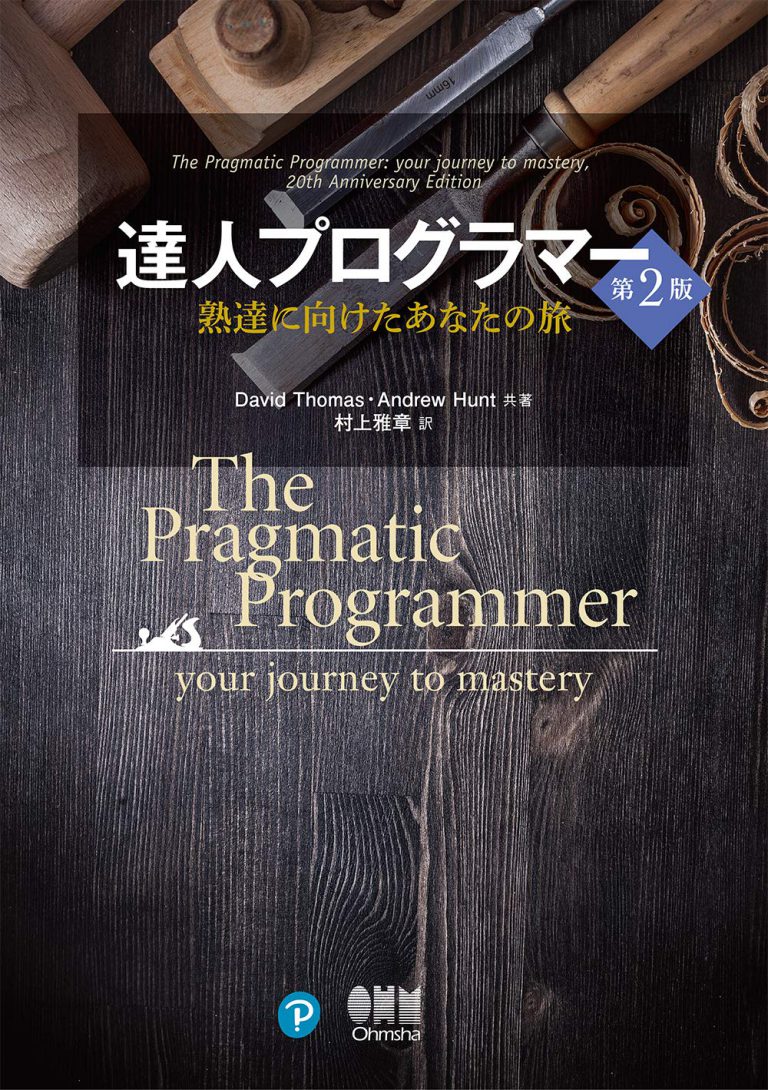 16mm
The Pragmatic Programmer: your journey to mastery,
20th Anniversary Edition
達人プログラマー
第2版
熟達に向けたあなたの旅
David Thomas・Andrew Hunt 共著
村上雅章 訳
The
Pragmatic
Programmer
your journey to mastery
P
OHM
Ohmsha